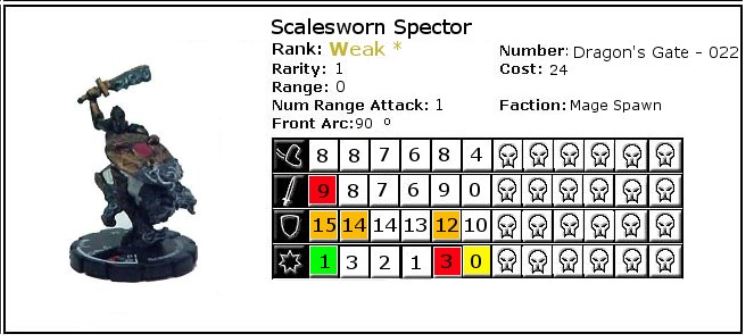 Scalesworn Spector
Rank: Weak *
Number: Dragon's Gate - 022
Rarity: 1
Cost: 24
Range: 0
Num Range Attack: 1
Faction: Mage Spawn
Front Arc:90 º
8 8 7 6 8 4
9 8 7 6 9 0
15 14 14 13 12 10
1 3 2 1 3 0